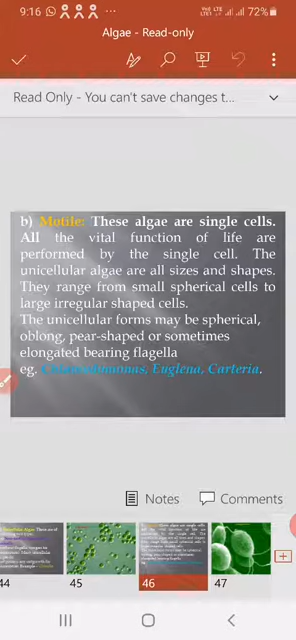 9:16
72%
Algae - Read-only
Read Only - You can't save changes t...
b) Motile: These algae are single cells.
All the vital function of life are
performed by the single cell. The
unicellular algae are all sizes and shapes.
They range from small spherical cells to
large irregular shaped cells.
The unicellular forms may be spherical,
oblong, pear-shaped or sometimes
elongated bearing flagella
eg. Chlamydomonas, Euglena, Carteria.
Notes
Comments
44
45
46
47